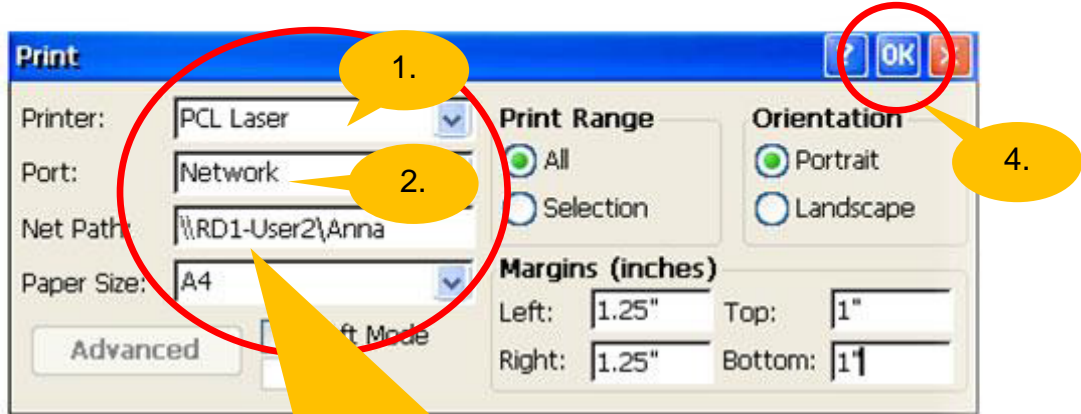 Print
? OK ×
1.
Printer: PCL Laser
Port: Network
2.
Net Path: \\RD1-User2\Anna
Paper Size: A4
Advanced
Mode
Print Range
All
Selection
Orientation
Portrait
Landscape
4.
Margins (inches)
Left: 1.25" Top: 1"
Right: 1.25" Bottom: 1"